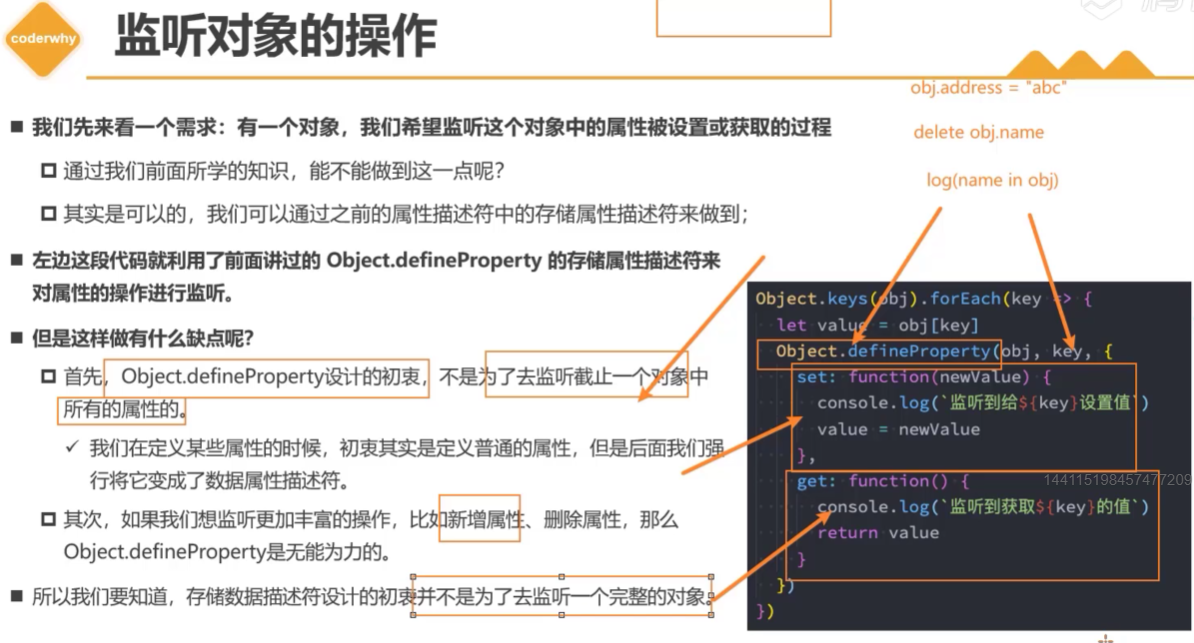 coderwhy
监听对象的操作
obj.address = "abc"
delete obj.name
log(name in obj)
■ 我们先来看一个需求：有一个对象，我们希望监听这个对象中的属性被设置或获取的过程
通过我们前面所学的知识，能不能做到这一点呢？
其实是可以的，我们可以通过之前的属性描述符中的存储属性描述符来做到；
■ 左边这段代码就利用了前面讲过的 Object.defineProperty 的存储属性描述符来
对属性的操作进行监听。
■ 但是这样做有什么缺点呢？
首先，Object.defineProperty设计的初衷，不是为了去监听截止一个对象中
所有的属性的。
✓ 我们在定义某些属性的时候，初衷其实是定义普通的属性，但是后面我们强
行将它变成了数据属性描述符。
其次，如果我们想监听更加丰富的操作，比如新增属性、删除属性，那么
Object.defineProperty是无能为力的。
■ 所以我们要知道，存储数据描述符设计的初衷并不是为了去监听一个完整的对象。
Object.keys(obj).forEach(key => {
let value = obj[key]
Object.defineProperty(obj, key, {
set: function(newValue) {
console.log(`监听到给${key}设置值`)
value = newValue
},
get: function() {
console.log(`监听到获取${key}的值`)
return value
}
})
})
144115198457477209